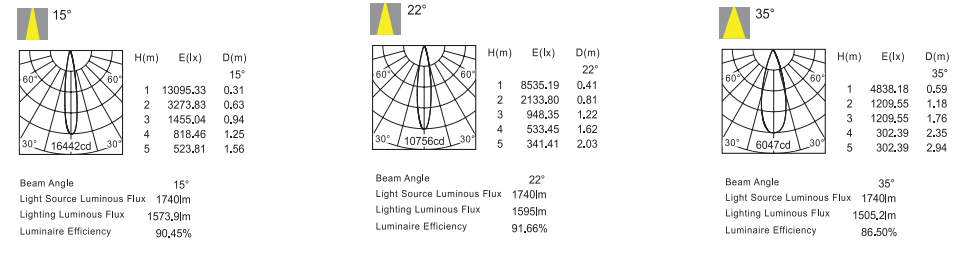 15°
H(m) E(lx) D(m)
15°
60° 60°
1 13095.33 0.31
2 3273.83 0.63
3 1455.04 0.94
4 818.46 1.25
5 523.81 1.56
30° 16442cd 30°
Beam Angle 15°
Light Source Luminous Flux 1740lm
Lighting Luminous Flux 1573.9lm
Luminaire Efficiency 90.45%
22°
H(m) E(lx) D(m)
22°
60° 60°
1 8535.19 0.41
2 2133.80 0.81
3 948.35 1.22
4 533.45 1.62
5 341.41 2.03
30° 10756cd 30°
Beam Angle 22°
Light Source Luminous Flux 1740lm
Lighting Luminous Flux 1595lm
Luminaire Efficiency 91.66%
35°
H(m) E(lx) D(m)
35°
60° 60°
1 4838.18 0.59
2 1209.55 1.18
3 1209.55 1.76
4 302.39 2.35
5 302.39 2.94
30° 6047cd 30°
Beam Angle 35°
Light Source Luminous Flux 1740lm
Lighting Luminous Flux 1505.2lm
Luminaire Efficiency 86.50%